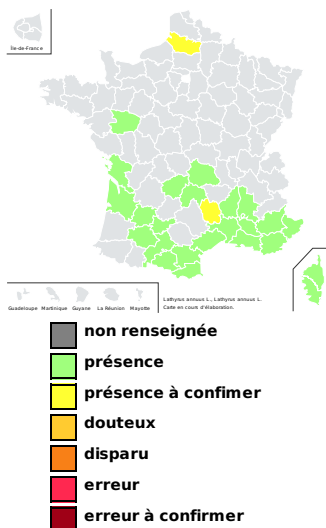 Île-de-France
Lathyrus annuus L., Lathyrus annuus L.
Carte en cours d'élaboration.
Guadeloupe Martinique Guyane La Réunion Mayotte
non renseignée
présence
présence à confimer
douteux
disparu
erreur
erreur à confirmer